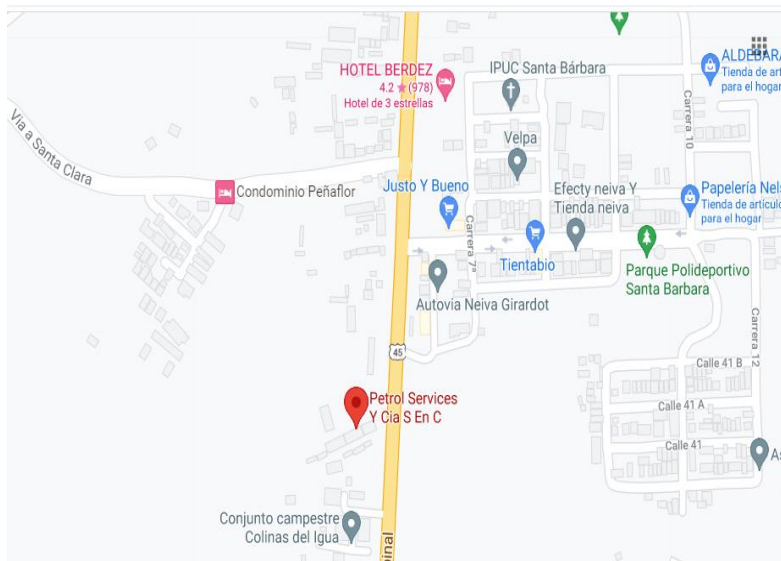 ALDEBARA
Tienda de art
para el hogar
HOTEL BERDEZ
4.2 ★ (978)
Hotel de 3 estrellas
IPUC Santa Bárbara
Carrera 10
Via a Santa Clara
Velpa
Condominio Peñaflor
Justo Y Bueno
Efecty neiva Y
Tienda neiva
Papelería Nels
Tienda de artículo
para el hogar
Carrera 7ª
Tientabio
Parque Polideportivo
Santa Barbara
Autovia Neiva Girardot
Carrera 12
45
Calle 41 B
Petrol Services
Y Cia S En C
Calle 41 A
Calle 41
As
Conjunto campestre
Colinas del Igua
pinal